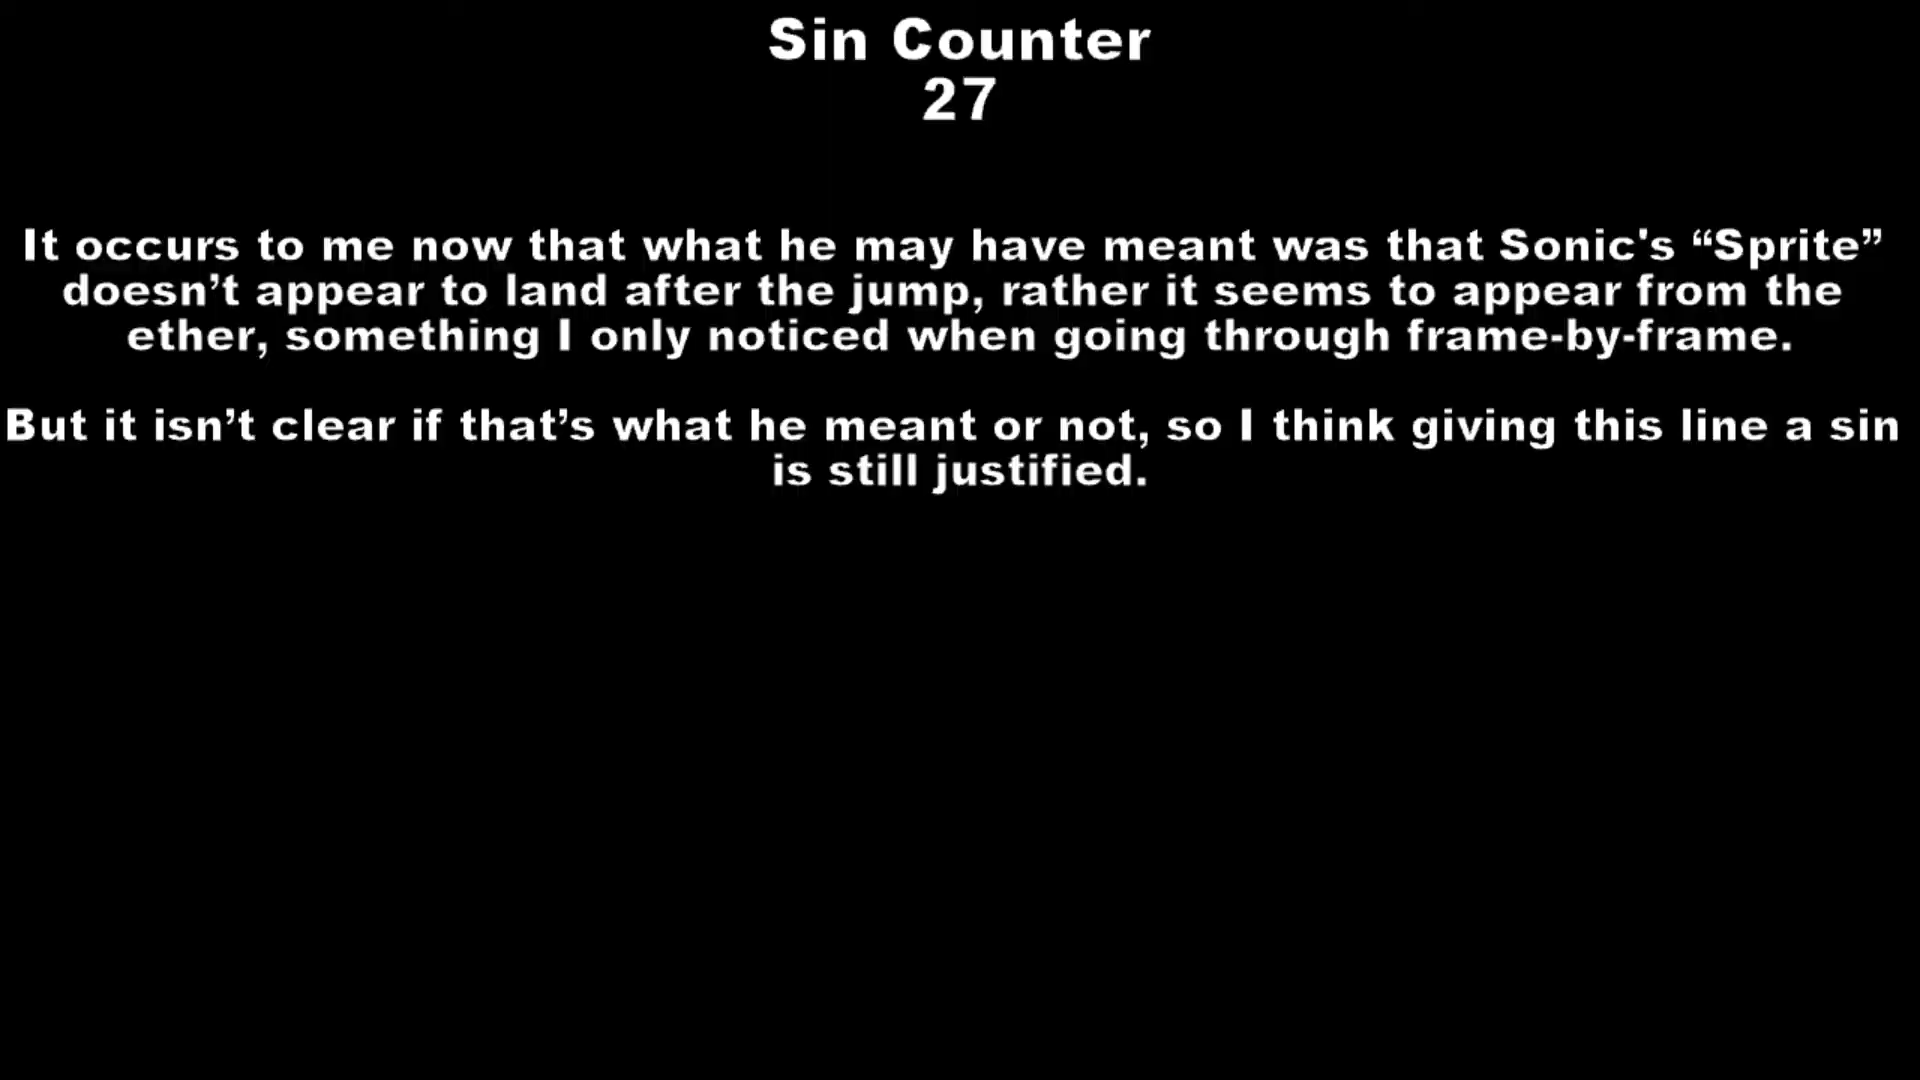 Sin Counter
27
It occurs to me now that what he may have meant was that Sonic's “Sprite”
doesn’t appear to land after the jump, rather it seems to appear from the
ether, something I only noticed when going through frame-by-frame.
But it isn’t clear if that’s what he meant or not, so I think giving this line a sin
is still justified.